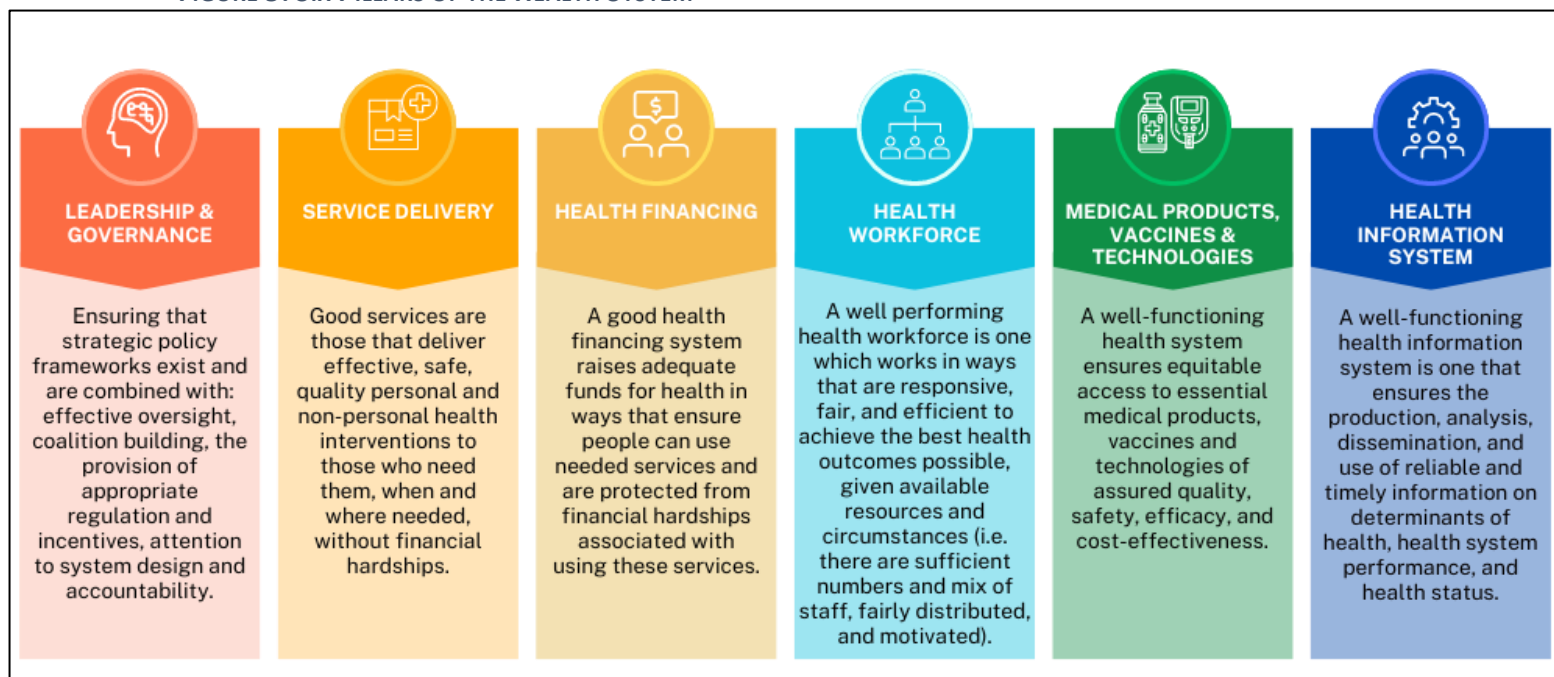 LEADERSHIP &
GOVERNANCE
Ensuring that
strategic policy
frameworks exist and
are combined with:
effective oversight,
coalition building, the
provision of
appropriate
regulation and
incentives, attention
to system design and
accountability.
SERVICE DELIVERY
Good services are
those that deliver
effective, safe,
quality personal and
non-personal health
interventions to
those who need
them, when and
where needed,
without financial
hardships.
$
HEALTH FINANCING
A good health
financing system
raises adequate
funds for health in
ways that ensure
people can use
needed services and
are protected from
financial hardships
associated with
using these services.
HEALTH
WORKFORCE
A well performing
health workforce is one
which works in ways
that are responsive,
fair, and efficient to
achieve the best health
outcomes possible,
given available
resources and
circumstances (i.e.
there are sufficient
numbers and mix of
staff, fairly distributed,
and motivated).
MEDICAL PRODUCTS,
VACCINES &
TECHNOLOGIES
A well-functioning
health system
ensures equitable
access to essential
medical products,
vaccines and
technologies of
assured quality,
safety, efficacy, and
cost-effectiveness.
HEALTH
INFORMATION
SYSTEM
A well-functioning
health information
system is one that
ensures the
production, analysis,
dissemination, and
use of reliable and
timely information on
determinants of
health, health system
performance, and
health status.